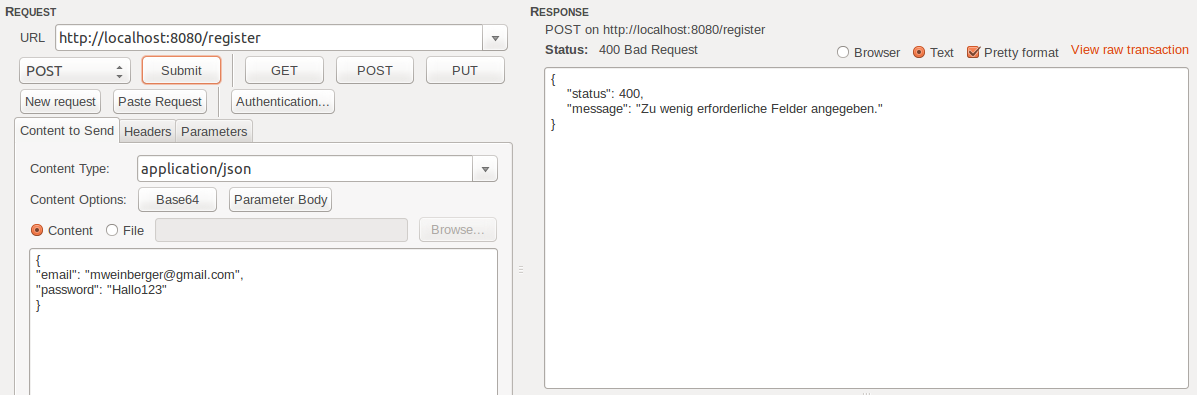 REQUEST
URL http://localhost:8080/register
POST Submit GET POST PUT
New request Paste Request Authentication...
Content to Send Headers Parameters
Content Type: application/json
Content Options: Base64 Parameter Body
Content File Browse...
{
"email": "mweinberger@gmail.com",
"password": "Hallo123"
}
RESPONSE
POST on http://localhost:8080/register
Status: 400 Bad Request Browser Text Pretty format View raw transaction
{
"status": 400,
"message": "Zu wenig erforderliche Felder angegeben."
}